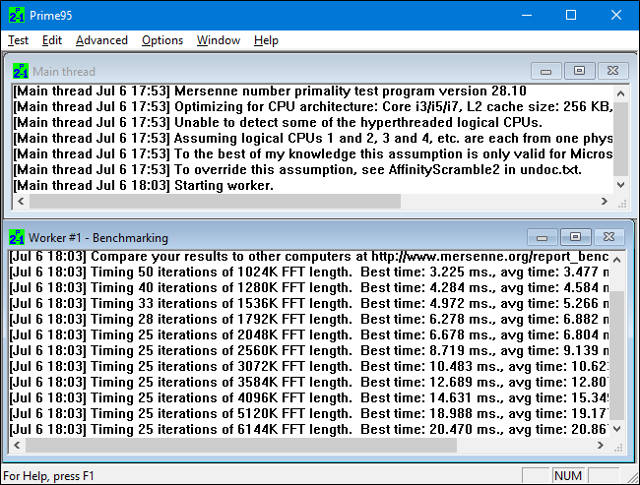 Prime95
Test Edit Advanced Options Window Help
Main thread
[Main thread Jul 6 17:53] Mersenne number primality test program version 28.10
[Main thread Jul 6 17:53] Optimizing for CPU architecture: Core i3/i5/i7, L2 cache size: 256 KB,
[Main thread Jul 6 17:53] Unable to detect some of the hyperthreaded logical CPUs.
[Main thread Jul 6 17:53] Assuming logical CPUs 1 and 2, 3 and 4, etc. are each from one phys
[Main thread Jul 6 17:53] To the best of my knowledge this assumption is only valid for Micros
[Main thread Jul 6 17:53] To override this assumption, see AffinityScramble2 in undoc.txt.
[Main thread Jul 6 18:03] Starting worker.
Worker #1 - Benchmarking
[Jul 6 18:03] Compare your results to other computers at http://www.mersenne.org/report_benc
[Jul 6 18:03] Timing 50 iterations of 1024K FFT length. Best time: 3.225 ms., avg time: 3.477 n
[Jul 6 18:03] Timing 40 iterations of 1280K FFT length. Best time: 4.284 ms., avg time: 4.584 n
[Jul 6 18:03] Timing 33 iterations of 1536K FFT length. Best time: 4.972 ms., avg time: 5.266 n
[Jul 6 18:03] Timing 28 iterations of 1792K FFT length. Best time: 6.278 ms., avg time: 6.882 n
[Jul 6 18:03] Timing 25 iterations of 2048K FFT length. Best time: 6.678 ms., avg time: 6.804 n
[Jul 6 18:03] Timing 25 iterations of 2560K FFT length. Best time: 8.719 ms., avg time: 9.139 n
[Jul 6 18:03] Timing 25 iterations of 3072K FFT length. Best time: 10.483 ms., avg time: 10.62
[Jul 6 18:03] Timing 25 iterations of 3584K FFT length. Best time: 12.689 ms., avg time: 12.80
[Jul 6 18:03] Timing 25 iterations of 4096K FFT length. Best time: 14.631 ms., avg time: 15.34
[Jul 6 18:03] Timing 25 iterations of 5120K FFT length. Best time: 18.988 ms., avg time: 19.17
[Jul 6 18:03] Timing 25 iterations of 6144K FFT length. Best time: 20.470 ms., avg time: 20.86
For Help, press F1
NUM